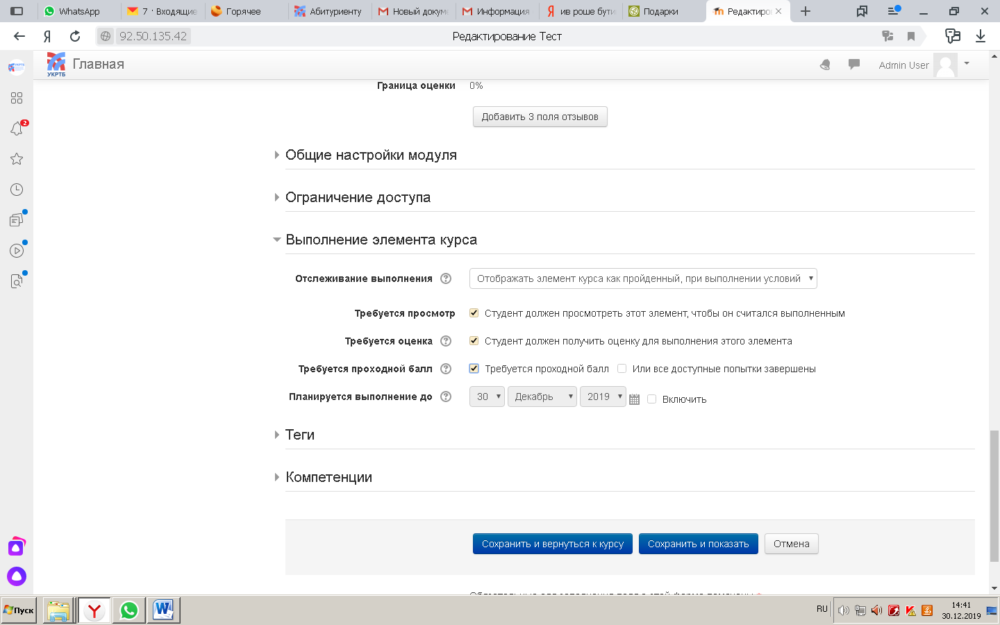 WhatsApp
7 · Входящие
Горячее
Абитуриенту
Новый докум
Информация
ив роше бути
Подарки
Редактиро
Я
92.50.135.42
Редактирование Тест
УКРТБ
Главная
Admin User
Граница оценки 0%
Добавить 3 поля отзывов
Общие настройки модуля
Ограничение доступа
Выполнение элемента курса
Отслеживание выполнения
Отображать элемент курса как пройденный, при выполнении условий
Требуется просмотр
Студент должен просмотреть этот элемент, чтобы он считался выполненным
Требуется оценка
Студент должен получить оценку для выполнения этого элемента
Требуется проходной балл
Требуется проходной балл
Или все доступные попытки завершены
Планируется выполнение до
30 Декабрь 2019 Включить
Теги
Компетенции
Сохранить и вернуться к курсу
Сохранить и показать
Отмена
2
Пуск
RU
14:41
30.12.2019